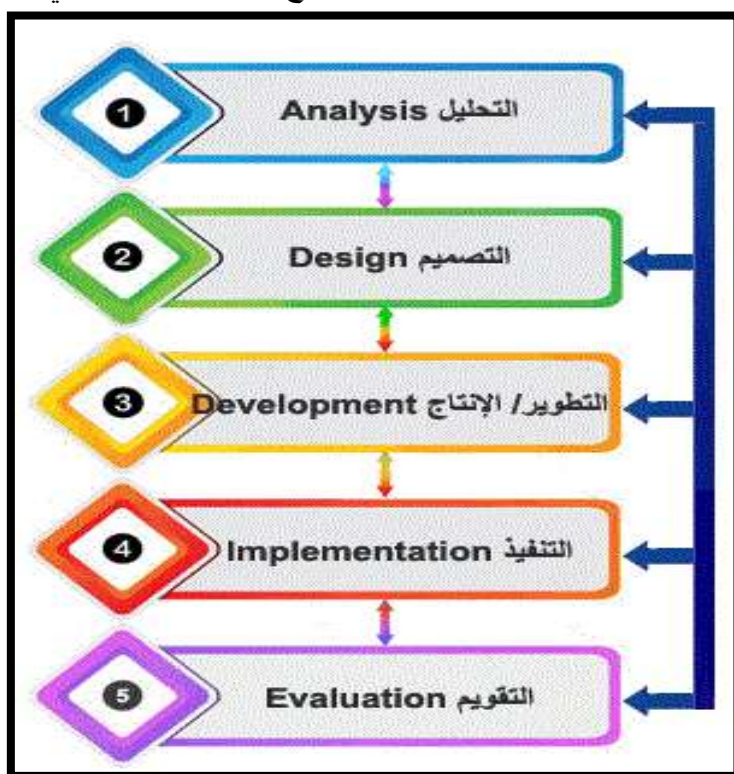 1 التحليل Analysis
2 التصميم Design
3 التطوير/ الإنتاج Development
4 التنفيذ Implementation
5 التقويم Evaluation